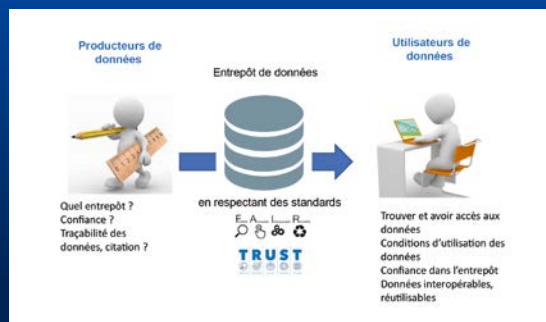 Producteurs de
données
Quel entrepôt ?
Confiance ?
Traçabilité des
données, citation ?
Entrepôt de données
en respectant des standards
F A I R
TRUST
Utilisateurs de
données
Trouver et avoir accès aux
données
Conditions d'utilisation des
données
Confiance dans l'entrepôt
Données interopérables,
réutilisables